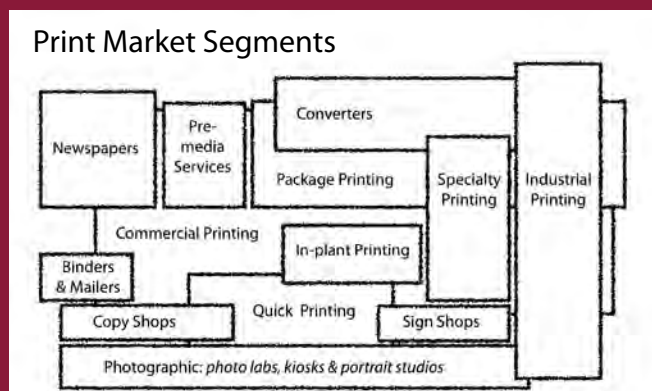 Print Market Segments
Converters
Newspapers
Pre-
media
Services
Package Printing
Specialty
Printing
Industrial
Printing
Commercial Printing
In-plant Printing
Binders
& Mailers
Copy Shops
Quick Printing
Sign Shops
Photographic: photo labs, kiosks & portrait studios